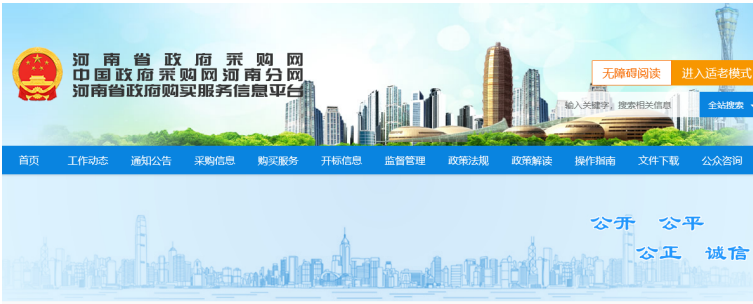 河南省政府采购网
中国政府采购网河南分网
河南省政府购买服务信息平台
无障碍阅读 进入适老模式
输入关键字，搜索相关信息 全站搜索
首页 工作动态 通知公告 采购信息 购买服务 开标信息 监督管理 政策法规 政策解读 操作指南 文件下载 公众咨询
公开 公平
公正 诚信